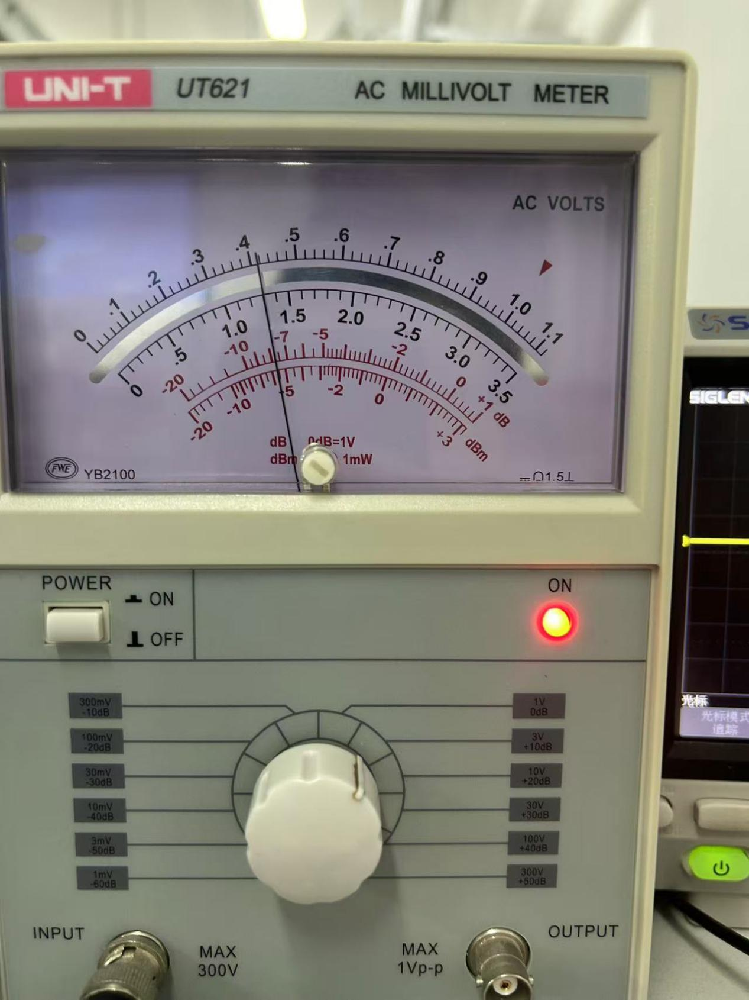 UNI-T UT621 AC MILLIVOLT METER
AC VOLTS
0 .1 .2 .3 .4 .5 .6 .7 .8 .9 1.0 1.1
0 .5 1.0 1.5 2.0 2.5 3.0 3.5
-20 -10 -7 -5 -2 0 +1 dB
-20 -10 -5 -2 0 +3 dBm
dB 0dB=1V
dBm 1mW
FWE YB2100
1.5
POWER
ON
OFF
ON
300mV
-10dB
1V
0dB
100mV
-20dB
3V
+10dB
30mV
-30dB
10V
+20dB
10mV
-40dB
30V
+30dB
3mV
-50dB
100V
+40dB
1mV
-60dB
300V
+50dB
INPUT
MAX
300V
MAX
1Vp-p
OUTPUT
S
SIGLEN
光标
光标模式
追踪